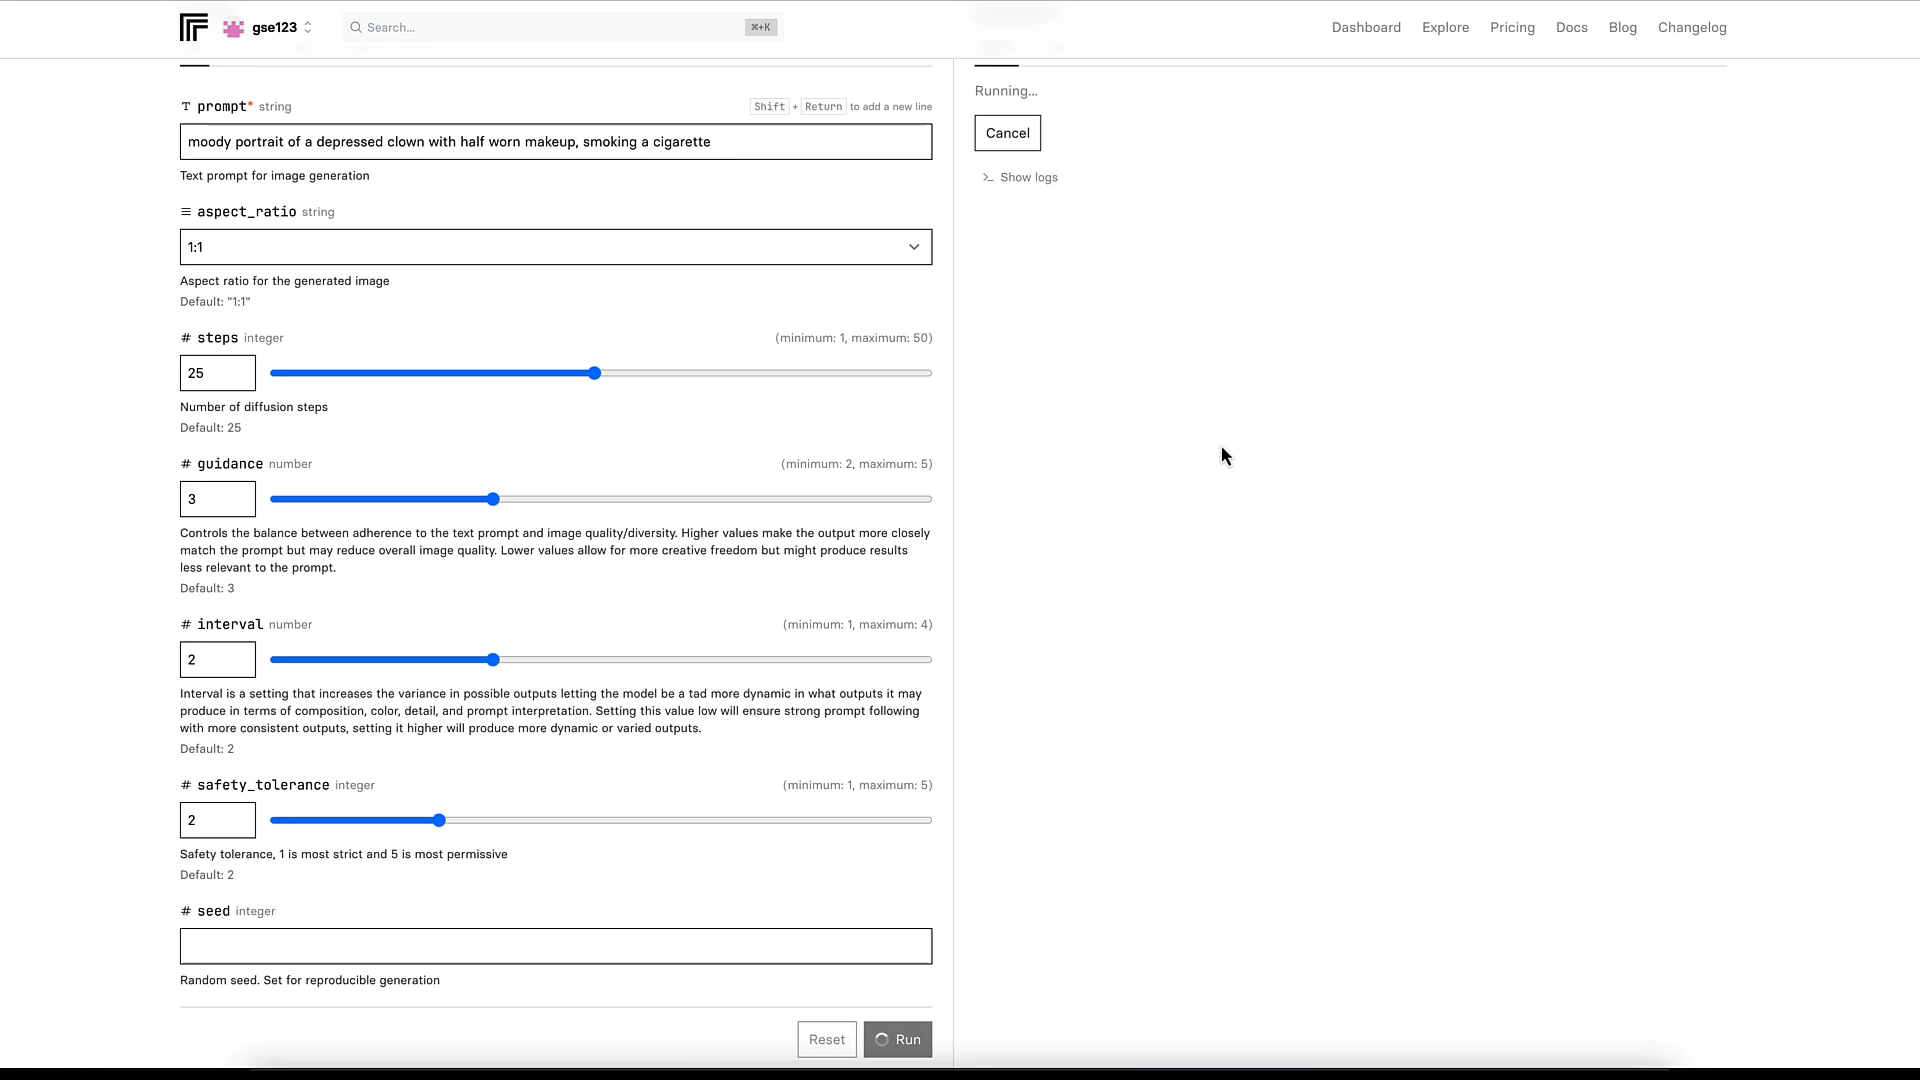 gse123
Search...
⌘+K
Dashboard
Explore
Pricing
Docs
Blog
Changelog
prompt* string
Shift + Return to add a new line
moody portrait of a depressed clown with half worn makeup, smoking a cigarette
Text prompt for image generation
aspect_ratio string
1:1
Aspect ratio for the generated image
Default: "1:1"
# steps integer
(minimum: 1, maximum: 50)
25
Number of diffusion steps
Default: 25
# guidance number
(minimum: 2, maximum: 5)
3
Controls the balance between adherence to the text prompt and image quality/diversity. Higher values make the output more closely
match the prompt but may reduce overall image quality. Lower values allow for more creative freedom but might produce results
less relevant to the prompt.
Default: 3
# interval number
(minimum: 1, maximum: 4)
2
Interval is a setting that increases the variance in possible outputs letting the model be a tad more dynamic in what outputs it may
produce in terms of composition, color, detail, and prompt interpretation. Setting this value low will ensure strong prompt following
with more consistent outputs, setting it higher will produce more dynamic or varied outputs.
Default: 2
# safety_tolerance integer
(minimum: 1, maximum: 5)
2
Safety tolerance, 1 is most strict and 5 is most permissive
Default: 2
# seed integer
Random seed. Set for reproducible generation
Reset
Run
Running...
Cancel
>_ Show logs